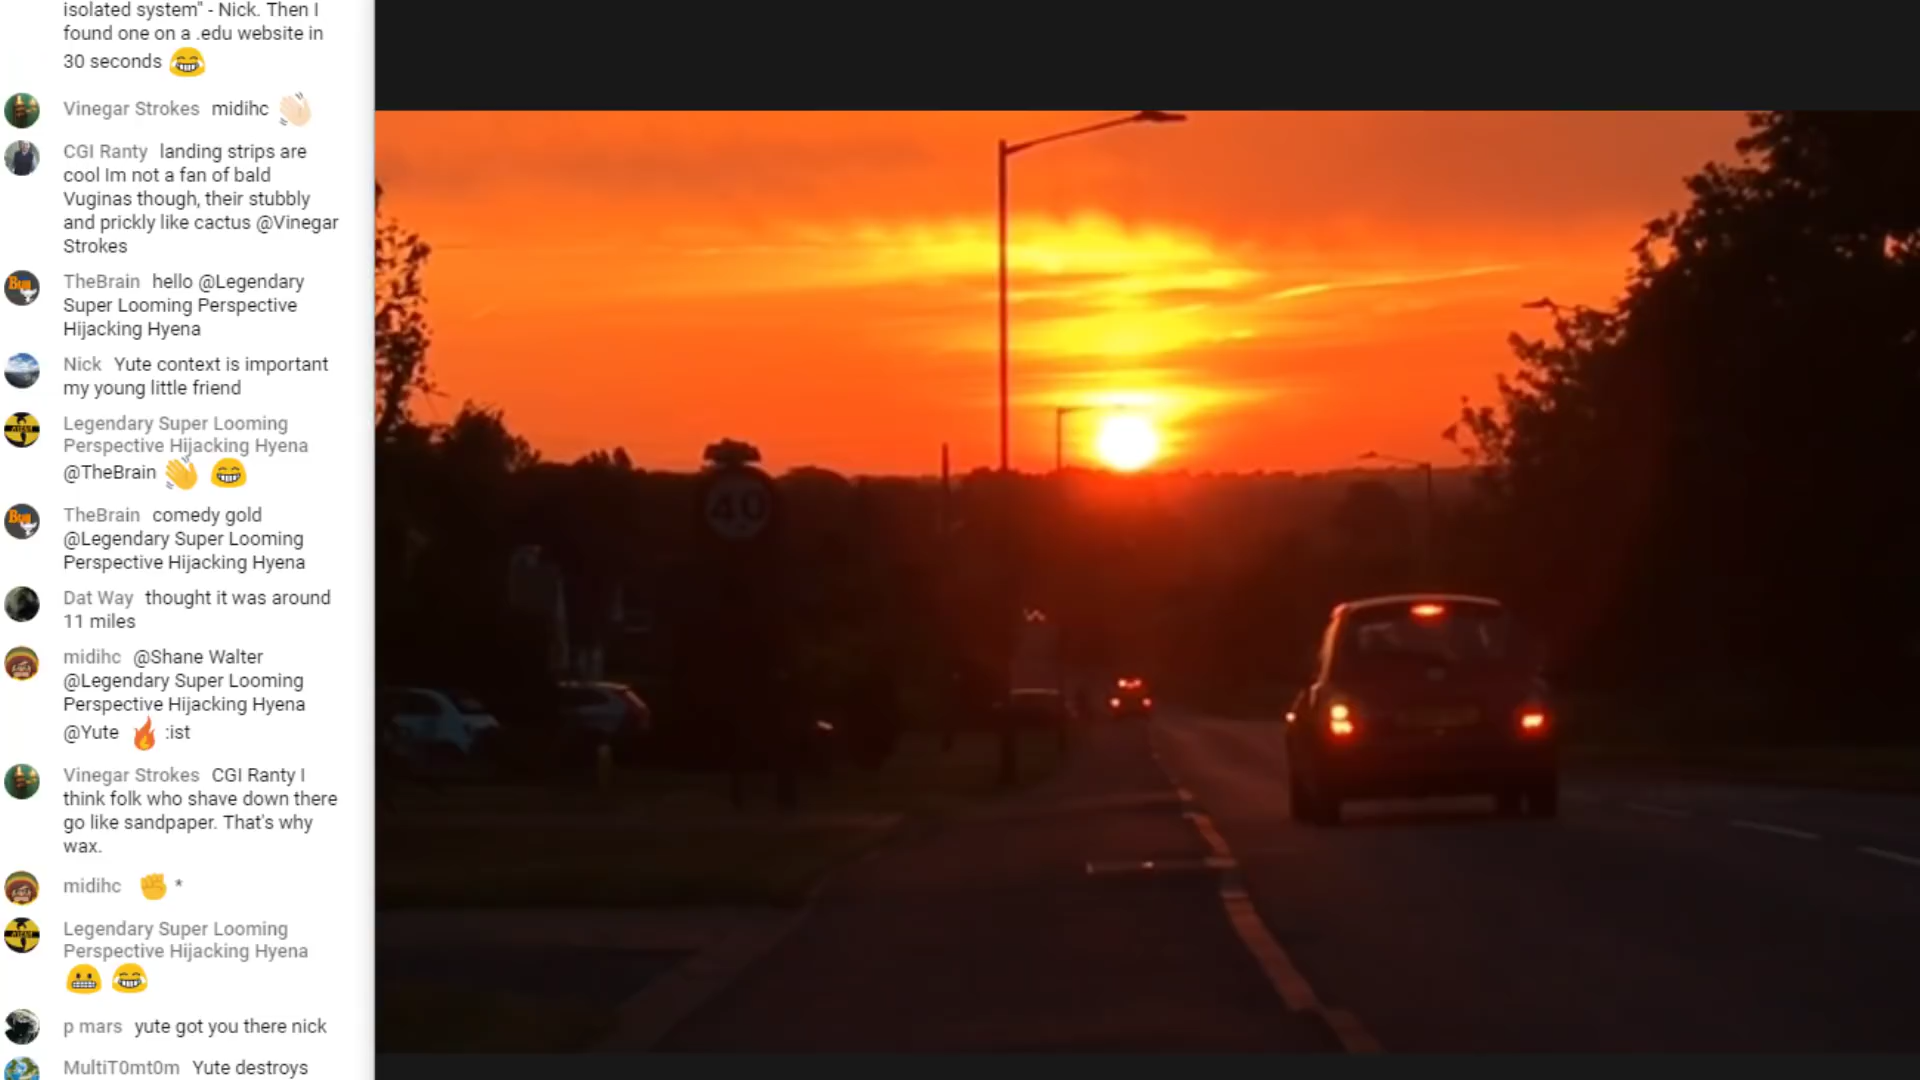 isolated system" - Nick. Then I
found one on a .edu website in
30 seconds
Vinegar Strokes midihc
CGI Ranty landing strips are
cool Im not a fan of bald
Vuginas though, their stubbly
and prickly like cactus @Vinegar
Strokes
TheBrain hello @Legendary
Super Looming Perspective
Hijacking Hyena
Nick Yute context is important
my young little friend
Legendary Super Looming
Perspective Hijacking Hyena
@TheBrain
TheBrain comedy gold
@Legendary Super Looming
Perspective Hijacking Hyena
Dat Way thought it was around
11 miles
midihc @Shane Walter
@Legendary Super Looming
Perspective Hijacking Hyena
@Yute :ist
Vinegar Strokes CGI Ranty I
think folk who shave down there
go like sandpaper. That's why
wax.
midihc *
Legendary Super Looming
Perspective Hijacking Hyena
p mars yute got you there nick
MultiT0mt0m Yute destroys
40